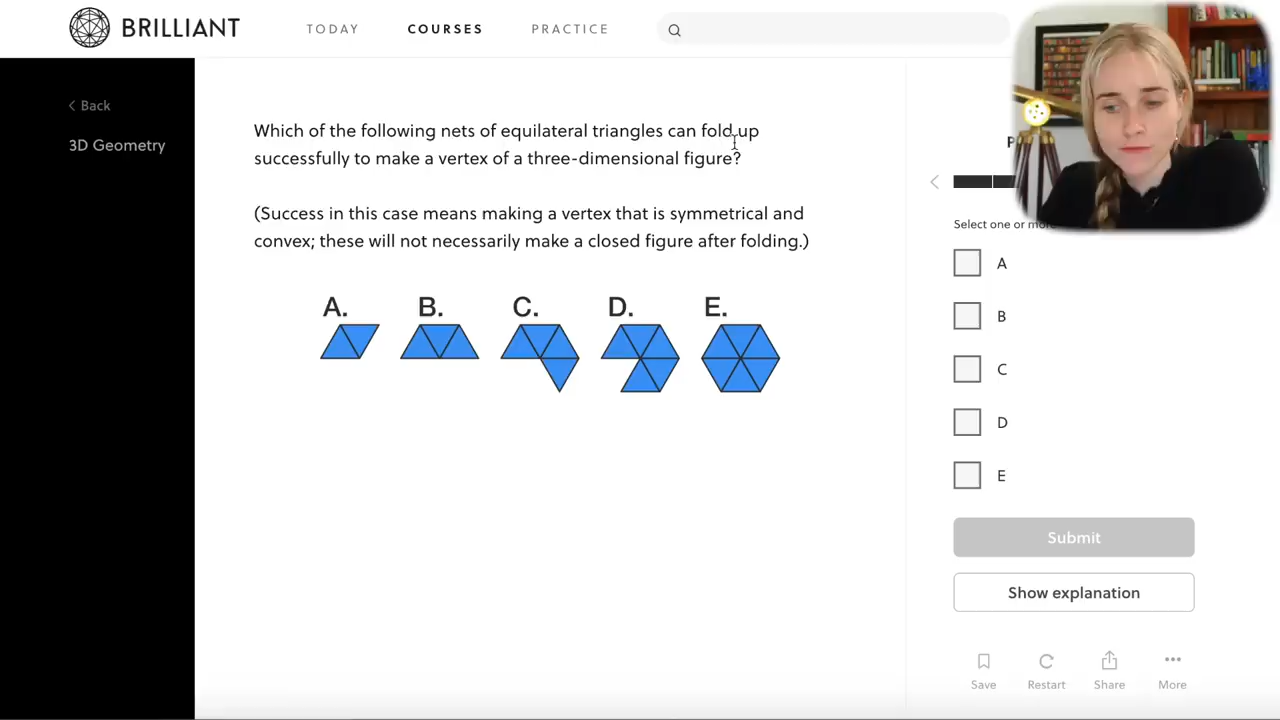 BRILLIANT
TODAY
COURSES
PRACTICE
Back
3D Geometry
Which of the following nets of equilateral triangles can fold up
successfully to make a vertex of a three-dimensional figure?
(Success in this case means making a vertex that is symmetrical and
convex; these will not necessarily make a closed figure after folding.)
A. B. C. D. E.
Select one or
A
B
C
D
E
Submit
Show explanation
Save Restart Share More